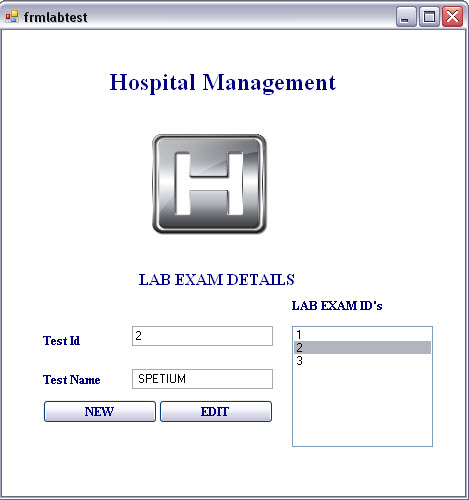 frmlabtest
Hospital Management
H
LAB EXAM DETAILS
LAB EXAM ID's
Test Id
2
Test Name
SPETIUM
NEW
EDIT
1
2
3